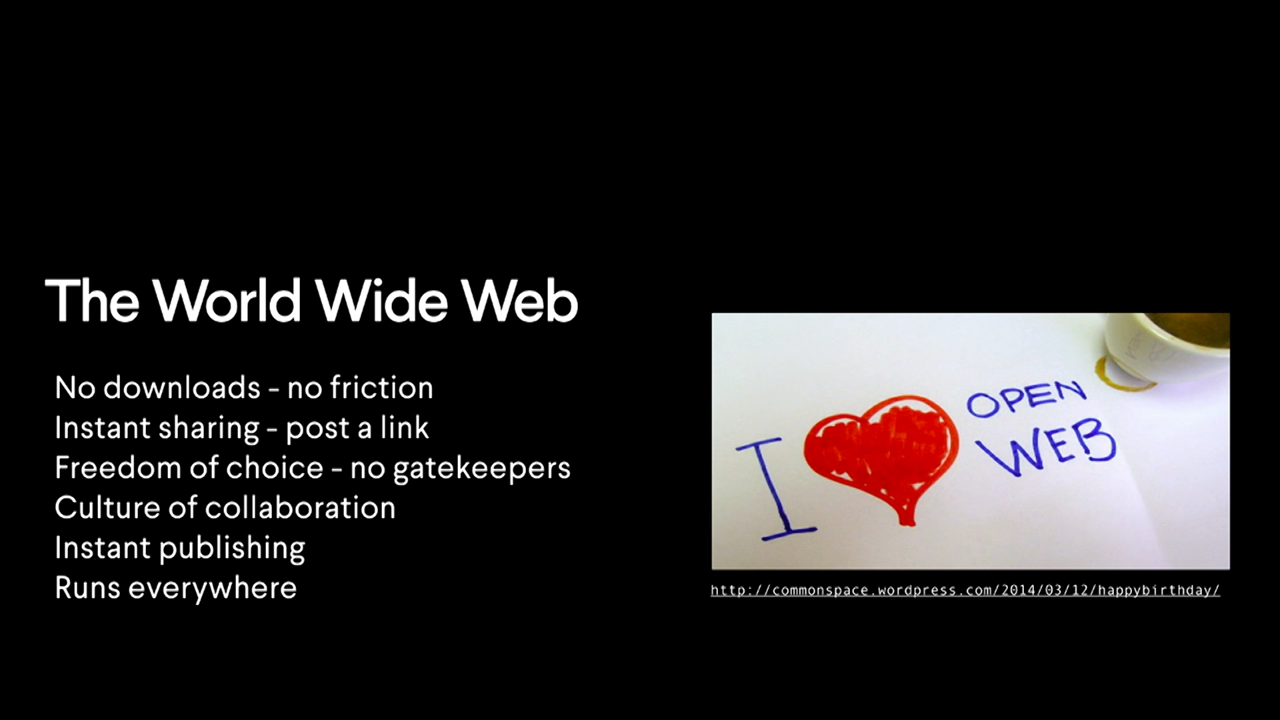 The World Wide Web
No downloads - no friction
Instant sharing - post a link
Freedom of choice - no gatekeepers
Culture of collaboration
Instant publishing
Runs everywhere
I
OPEN
WEB
http://commonspace.wordpress.com/2014/03/12/happybirthday/